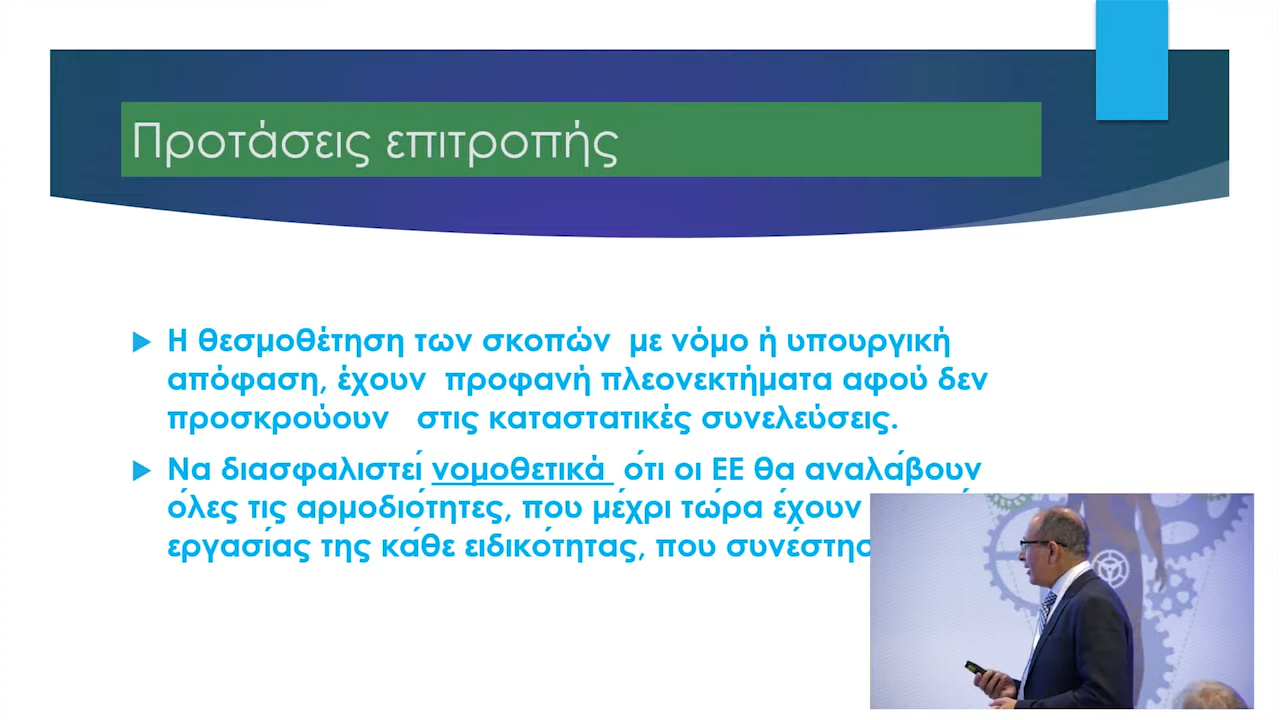 Προτάσεις επιτροπής
Η θεσμοθέτηση των σκοπών με νόμο ή υπουργική
απόφαση, έχουν προφανή πλεονεκτήματα αφού δεν
προσκρούουν στις καταστατικές συνελεύσεις.
Να διασφαλιστεί νομοθετικά ότι οι ΕΕ θα αναλάβουν
όλες τις αρμοδιότητες, που μέχρι τώρα έχουν
εργασίας της κάθε ειδικότητας, που